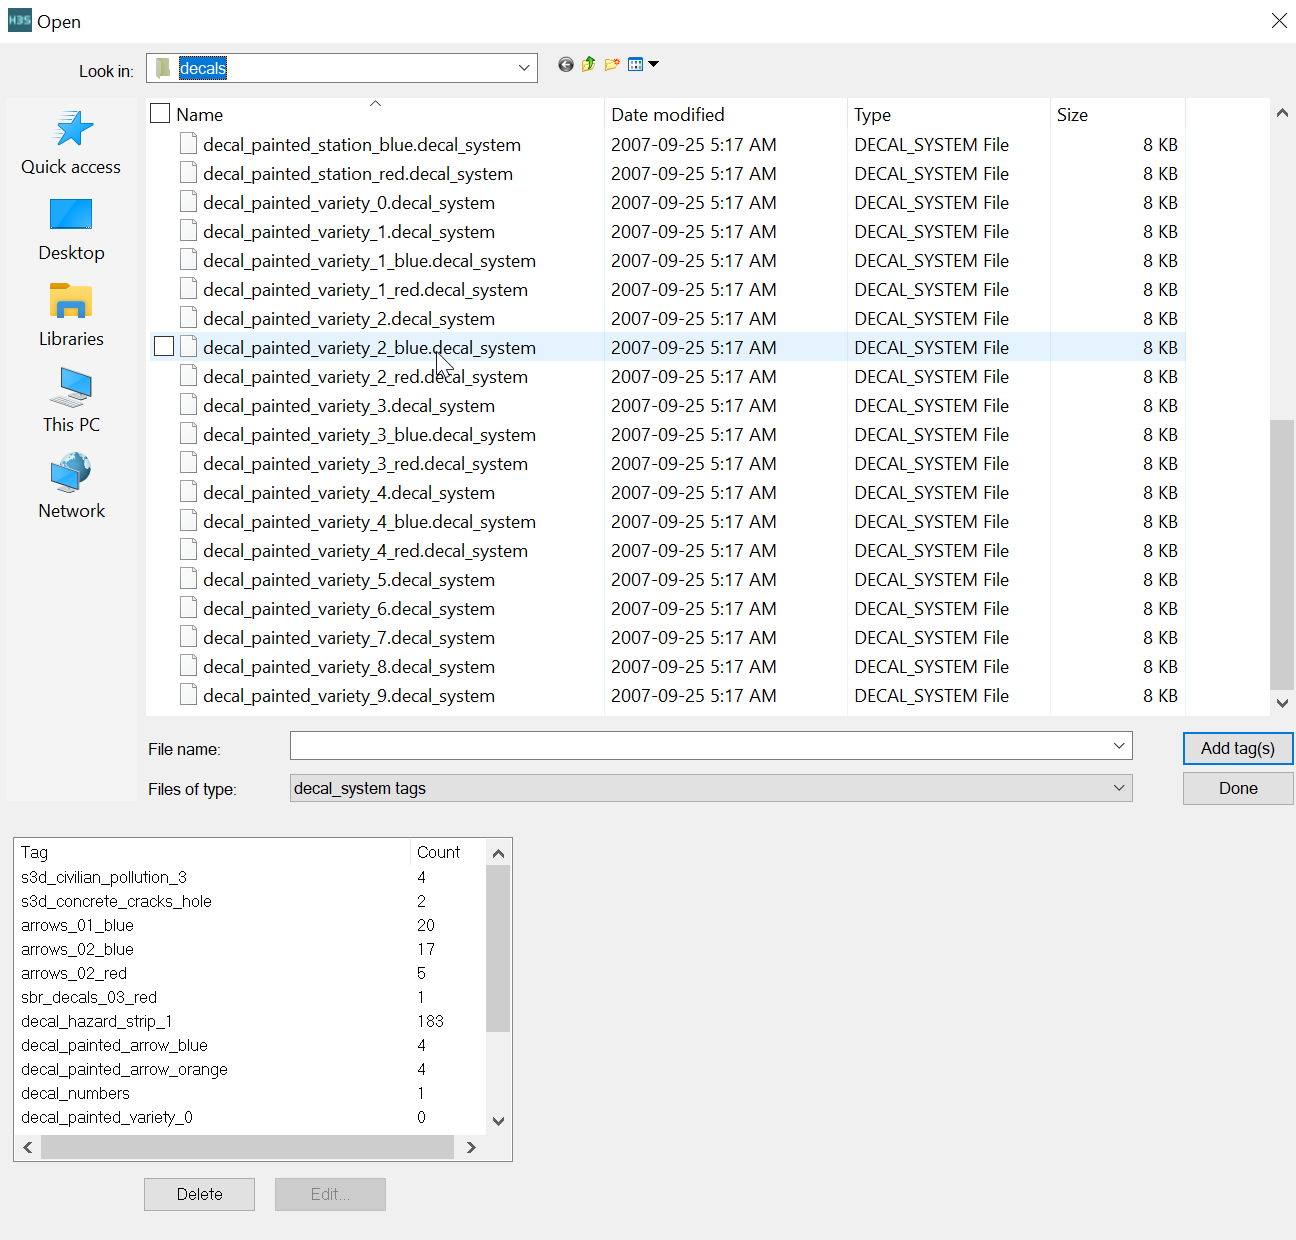 H3S Open
Look in: decals
Quick access
Desktop
Libraries
This PC
Network
Name Date modified Type Size
decal_painted_station_blue.decal_system 2007-09-25 5:17 AM DECAL_SYSTEM File 8 KB
decal_painted_station_red.decal_system 2007-09-25 5:17 AM DECAL_SYSTEM File 8 KB
decal_painted_variety_0.decal_system 2007-09-25 5:17 AM DECAL_SYSTEM File 8 KB
decal_painted_variety_1.decal_system 2007-09-25 5:17 AM DECAL_SYSTEM File 8 KB
decal_painted_variety_1_blue.decal_system 2007-09-25 5:17 AM DECAL_SYSTEM File 8 KB
decal_painted_variety_1_red.decal_system 2007-09-25 5:17 AM DECAL_SYSTEM File 8 KB
decal_painted_variety_2.decal_system 2007-09-25 5:17 AM DECAL_SYSTEM File 8 KB
decal_painted_variety_2_blue.decal_system 2007-09-25 5:17 AM DECAL_SYSTEM File 8 KB
decal_painted_variety_2_red.decal_system 2007-09-25 5:17 AM DECAL_SYSTEM File 8 KB
decal_painted_variety_3.decal_system 2007-09-25 5:17 AM DECAL_SYSTEM File 8 KB
decal_painted_variety_3_blue.decal_system 2007-09-25 5:17 AM DECAL_SYSTEM File 8 KB
decal_painted_variety_3_red.decal_system 2007-09-25 5:17 AM DECAL_SYSTEM File 8 KB
decal_painted_variety_4.decal_system 2007-09-25 5:17 AM DECAL_SYSTEM File 8 KB
decal_painted_variety_4_blue.decal_system 2007-09-25 5:17 AM DECAL_SYSTEM File 8 KB
decal_painted_variety_4_red.decal_system 2007-09-25 5:17 AM DECAL_SYSTEM File 8 KB
decal_painted_variety_5.decal_system 2007-09-25 5:17 AM DECAL_SYSTEM File 8 KB
decal_painted_variety_6.decal_system 2007-09-25 5:17 AM DECAL_SYSTEM File 8 KB
decal_painted_variety_7.decal_system 2007-09-25 5:17 AM DECAL_SYSTEM File 8 KB
decal_painted_variety_8.decal_system 2007-09-25 5:17 AM DECAL_SYSTEM File 8 KB
decal_painted_variety_9.decal_system 2007-09-25 5:17 AM DECAL_SYSTEM File 8 KB
File name: Add tag(s)
Files of type: decal_system tags Done
Tag Count
s3d_civilian_pollution_3 4
s3d_concrete_cracks_hole 2
arrows_01_blue 20
arrows_02_blue 17
arrows_02_red 5
sbr_decals_03_red 1
decal_hazard_strip_1 183
decal_painted_arrow_blue 4
decal_painted_arrow_orange 4
decal_numbers 1
decal_painted_variety_0 0
Delete Edit...